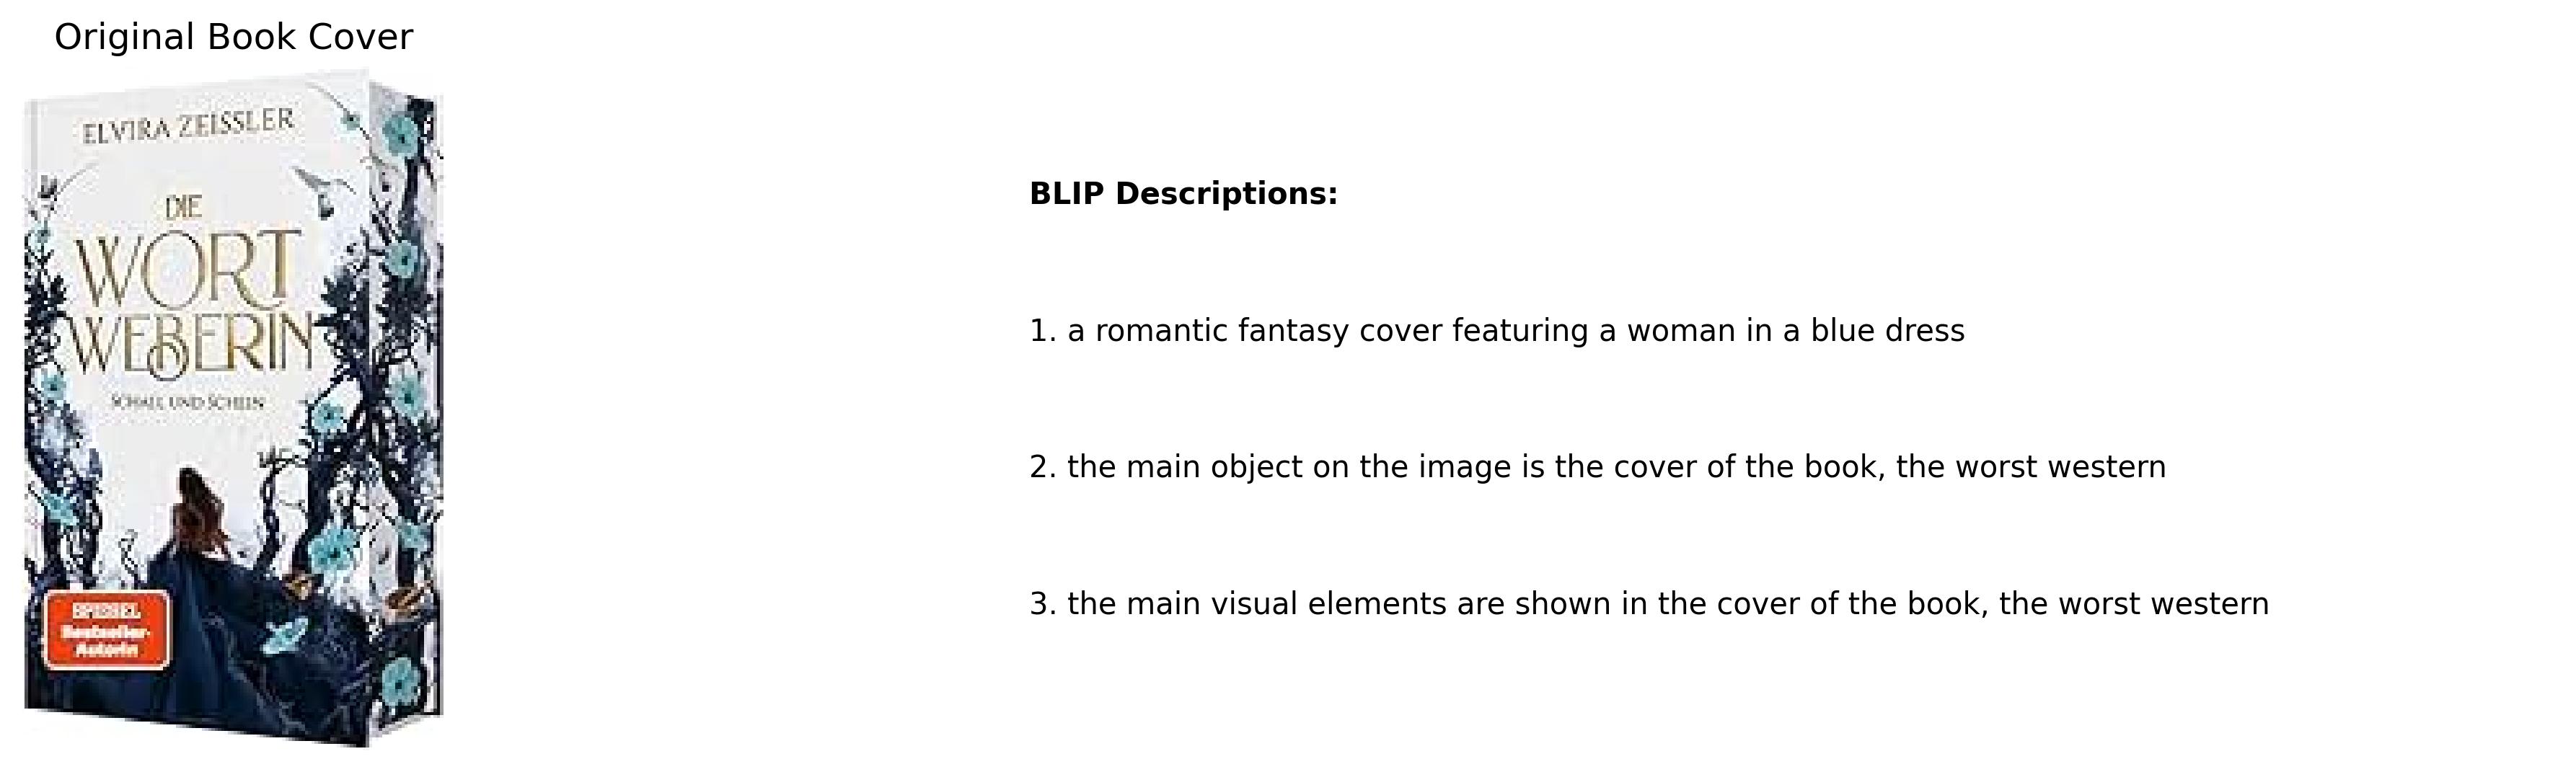 Original Book Cover
ELVIRA ZEISSLER
DIE
WORT
WEBERIN
SCHALL UND SCHEIN
SPIEGEL
Bestseller-
Autorin
BLIP Descriptions:
1. a romantic fantasy cover featuring a woman in a blue dress
2. the main object on the image is the cover of the book, the worst western
3. the main visual elements are shown in the cover of the book, the worst western